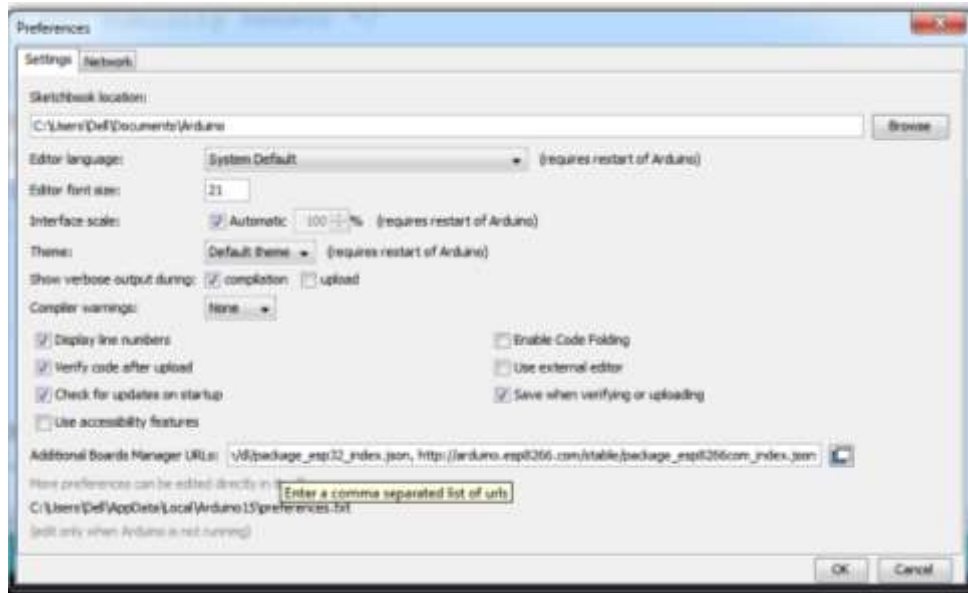 Preferences
Settings Network
Sketchbook location:
C:\Users\Dell\Documents\Arduino Browse
Editor language: System Default (requires restart of Arduino)
Editor font size: 21
Interface scale: Automatic 100 % (requires restart of Arduino)
Theme: Default theme (requires restart of Arduino)
Show verbose output during: compilation upload
Compiler warnings: None
Display line numbers Enable Code Folding
Verify code after upload Use external editor
Check for updates on startup Save when verifying or uploading
Use accessibility features
Additional Boards Manager URLs: \/dl/package_esp32_index.json, http://arduino.esp8266.com/stable/package_esp8266com_index.json
More preferences can be edited directly in
Enter a comma separated list of urls
C:\Users\Dell\AppData\Local\Arduino15\preferences.txt
(edit only when Arduino is not running)
OK Cancel